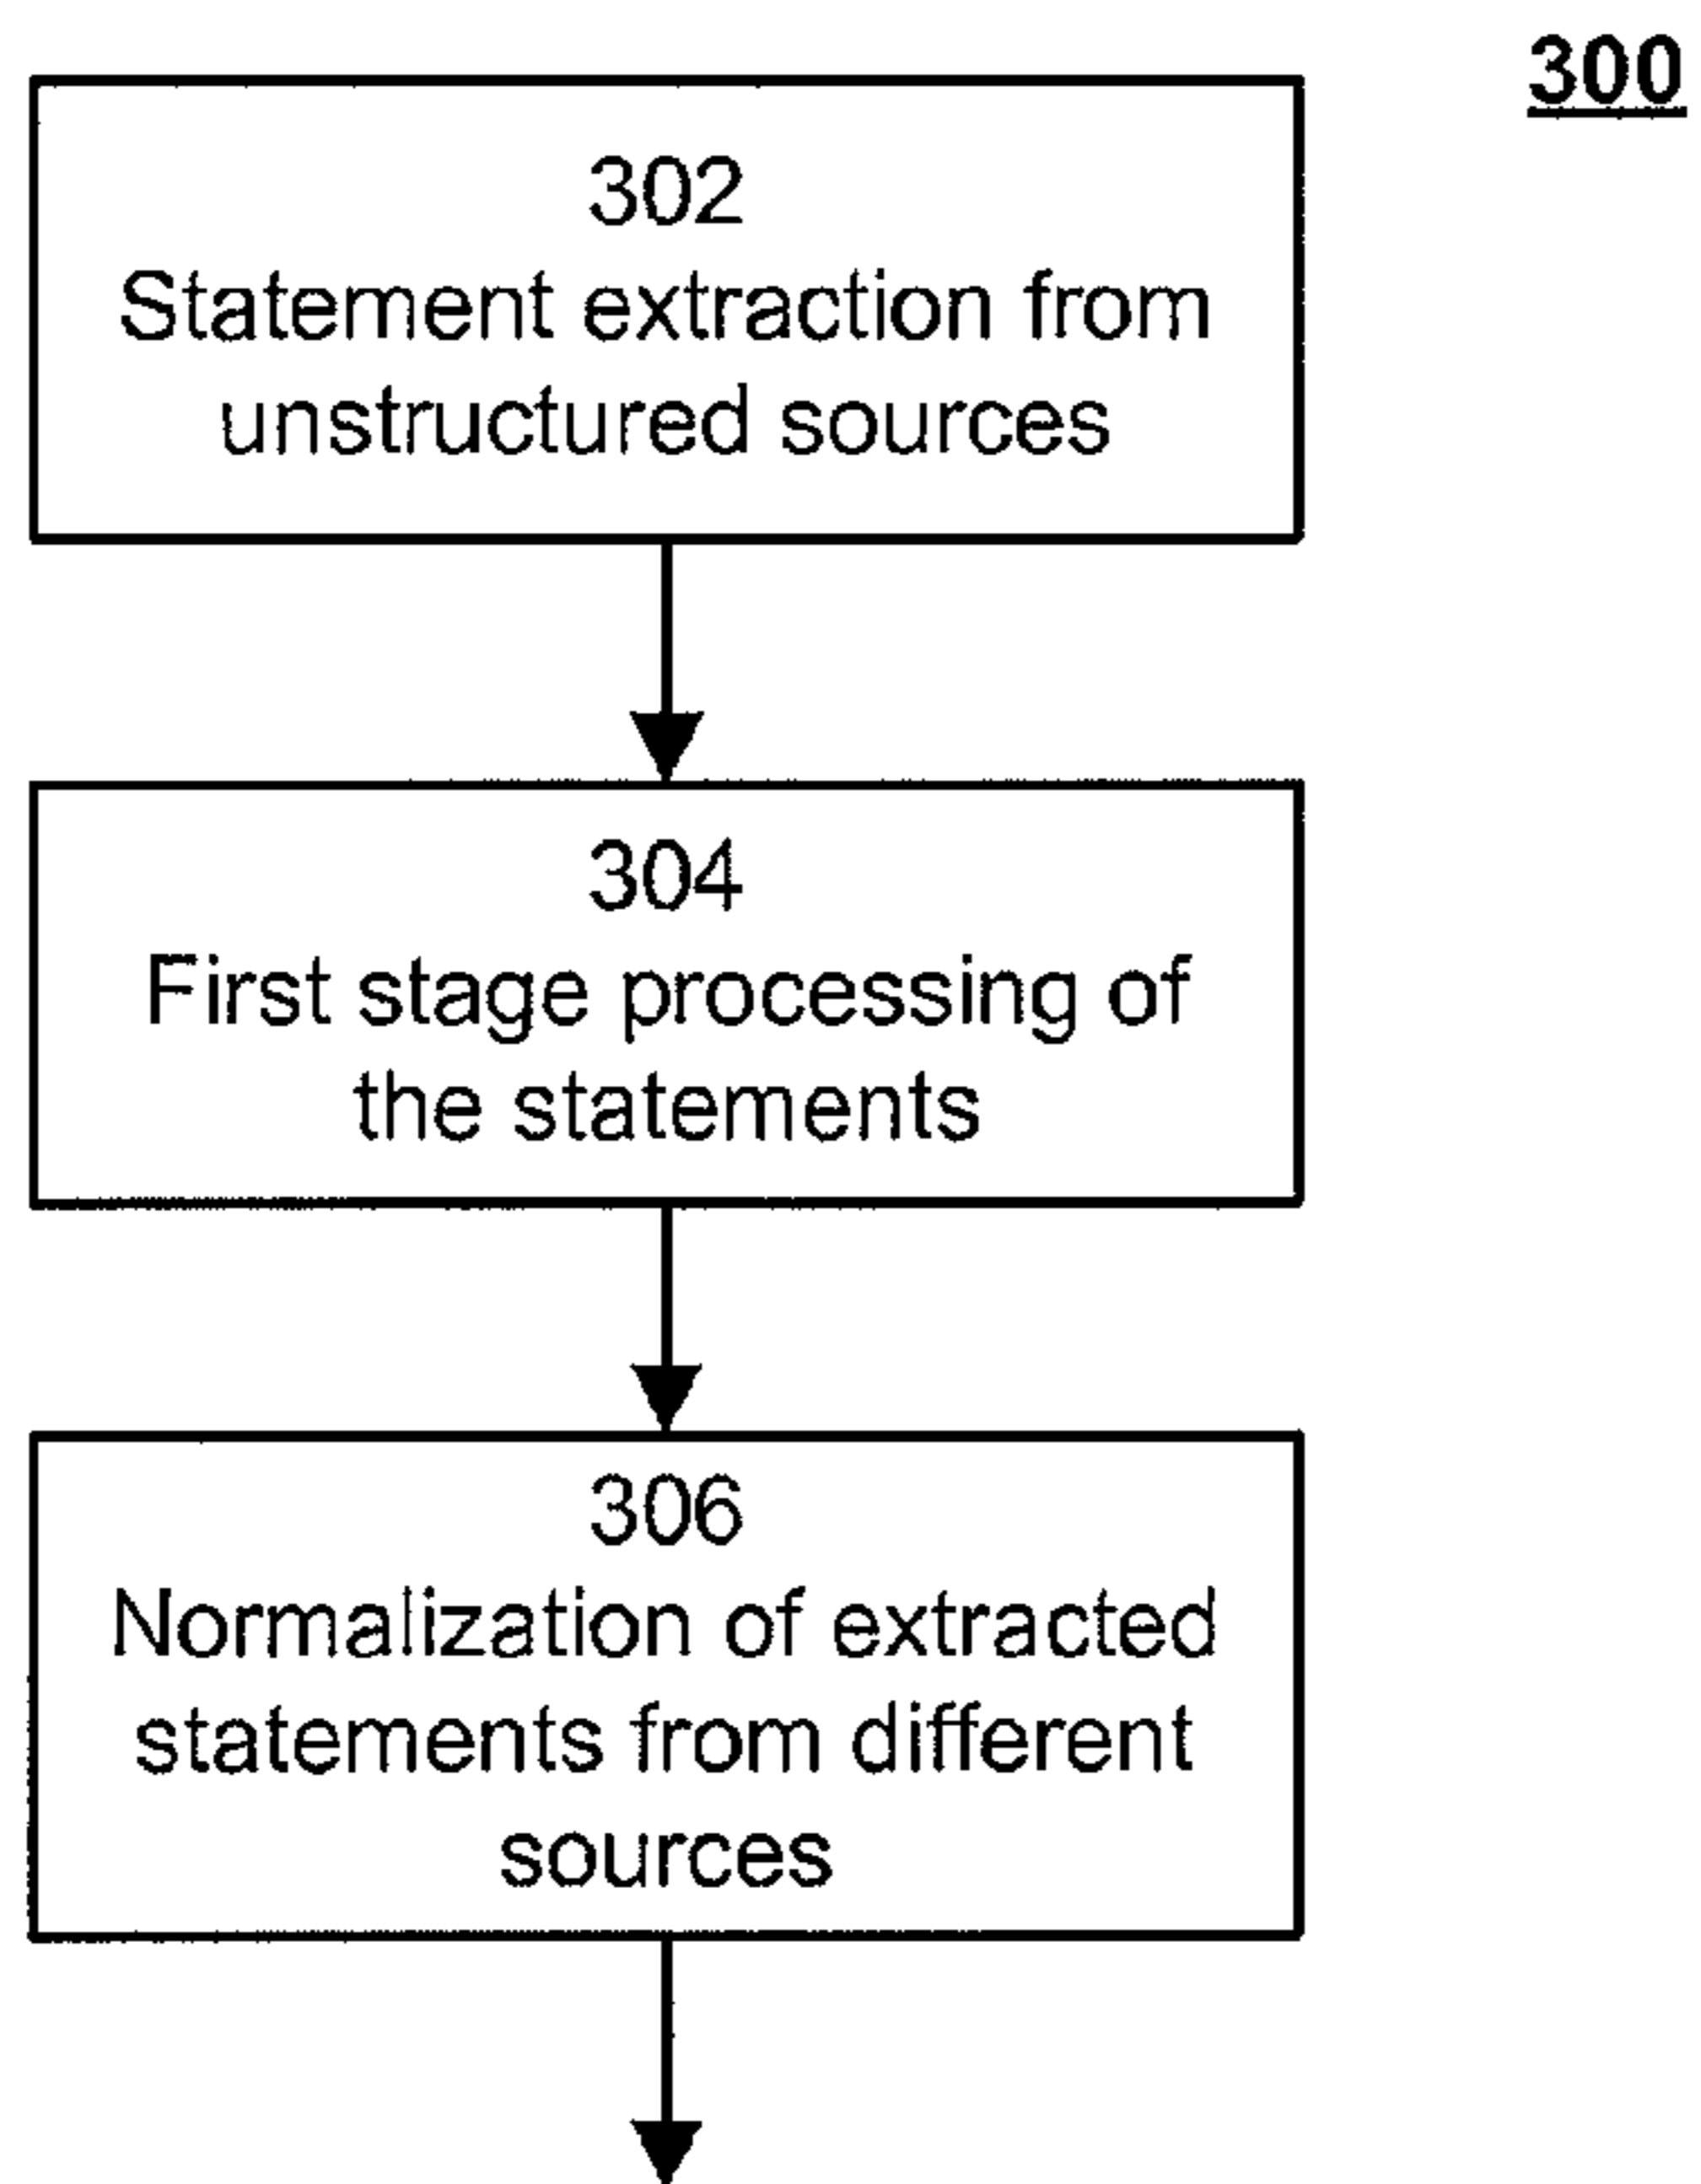 300
302
Statement extraction from
unstructured sources
304
First stage processing of
the statements
306
Normalization of extracted
statements from different
sources